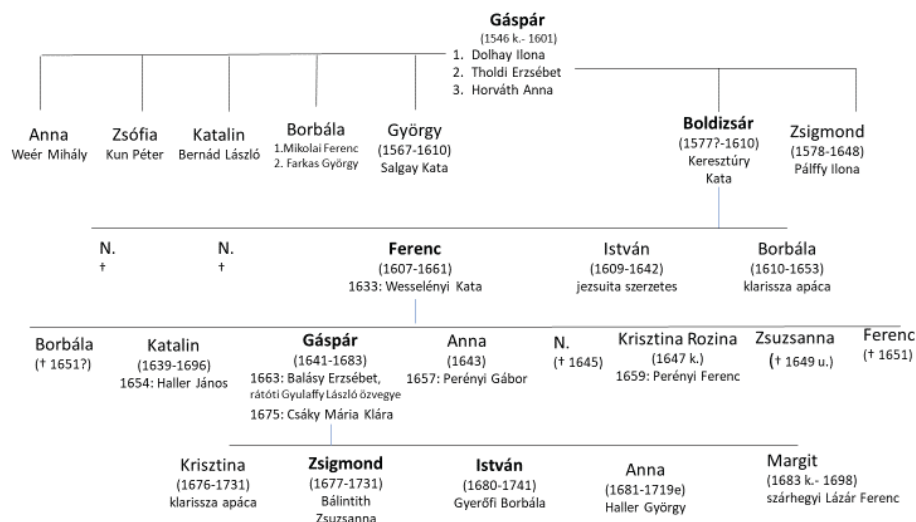 Gáspár
(1546 k.- 1601)
1. Dolhay Ilona
2. Tholdi Erzsébet
3. Horváth Anna
Anna
Weér Mihály
Zsófia
Kun Péter
Katalin
Bernád László
Borbála
1.Mikolai Ferenc
2. Farkas György
György
(1567-1610)
Salgay Kata
Boldizsár
(1577?-1610)
Keresztúry
Kata
Zsigmond
(1578-1648)
Pálffy Ilona
N.
†
N.
†
Ferenc
(1607-1661)
1633: Wesselényi Kata
István
(1609-1642)
jezsuita szerzetes
Borbála
(1610-1653)
klarissza apáca
Borbála
(† 1651?)
Katalin
(1639-1696)
1654: Haller János
Gáspár
(1641-1683)
1663: Balásy Erzsébet,
rátóti Gyulaffy László özvegye
1675: Csáky Mária Klára
Anna
(1643)
1657: Perényi Gábor
N.
(† 1645)
Krisztina Rozina
(1647 k.)
1659: Perényi Ferenc
Zsuzsanna
(† 1649 u.)
Ferenc
(† 1651)
Krisztina
(1676-1731)
klarissza apáca
Zsigmond
(1677-1731)
Bálintith
Zsuzsanna
István
(1680-1741)
Gyerőfi Borbála
Anna
(1681-1719e)
Haller György
Margit
(1683 k.- 1698)
szárhegyi Lázár Ferenc